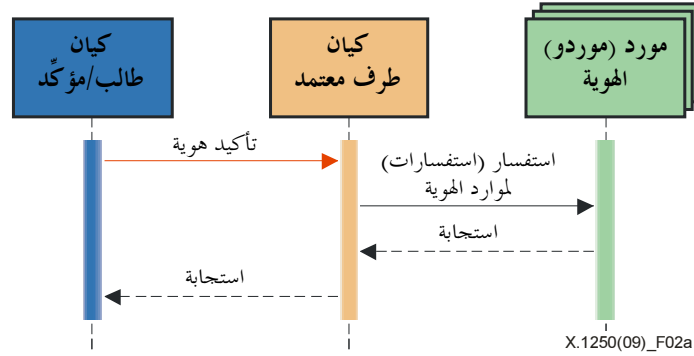 كيان
طالب/مؤكِّد
كيان
طرف معتمد
مورد (موردو)
الهوية
تأكيد هوية
استفسار (استفسارات)
لموارد الهوية
استجابة
استجابة
X.1250(09)_F02a